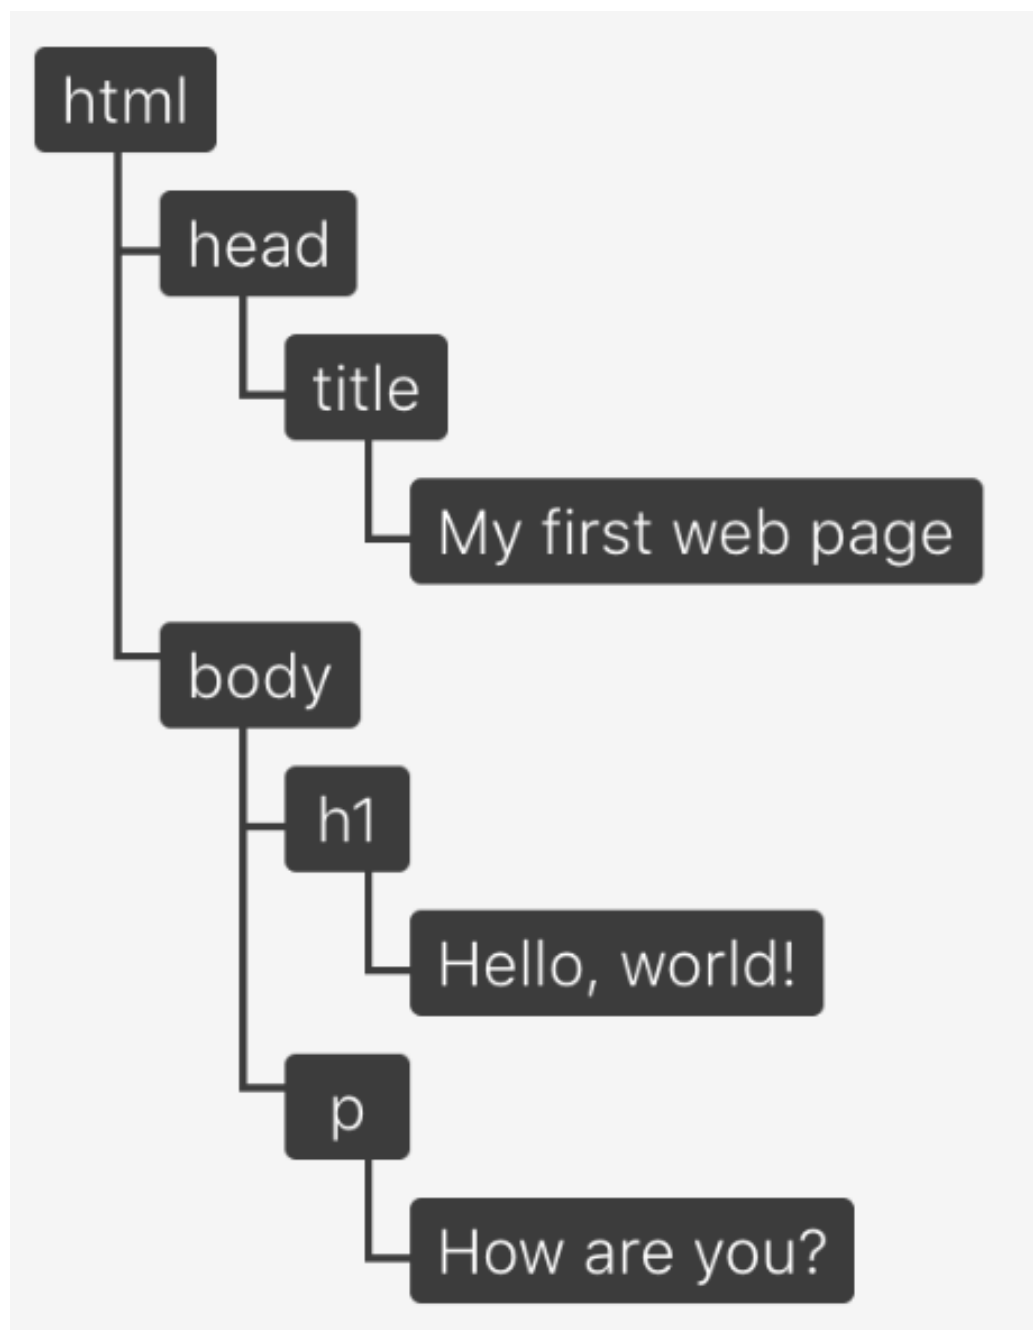 html
head
title
My first web page
body
h1
Hello, world!
p
How are you?